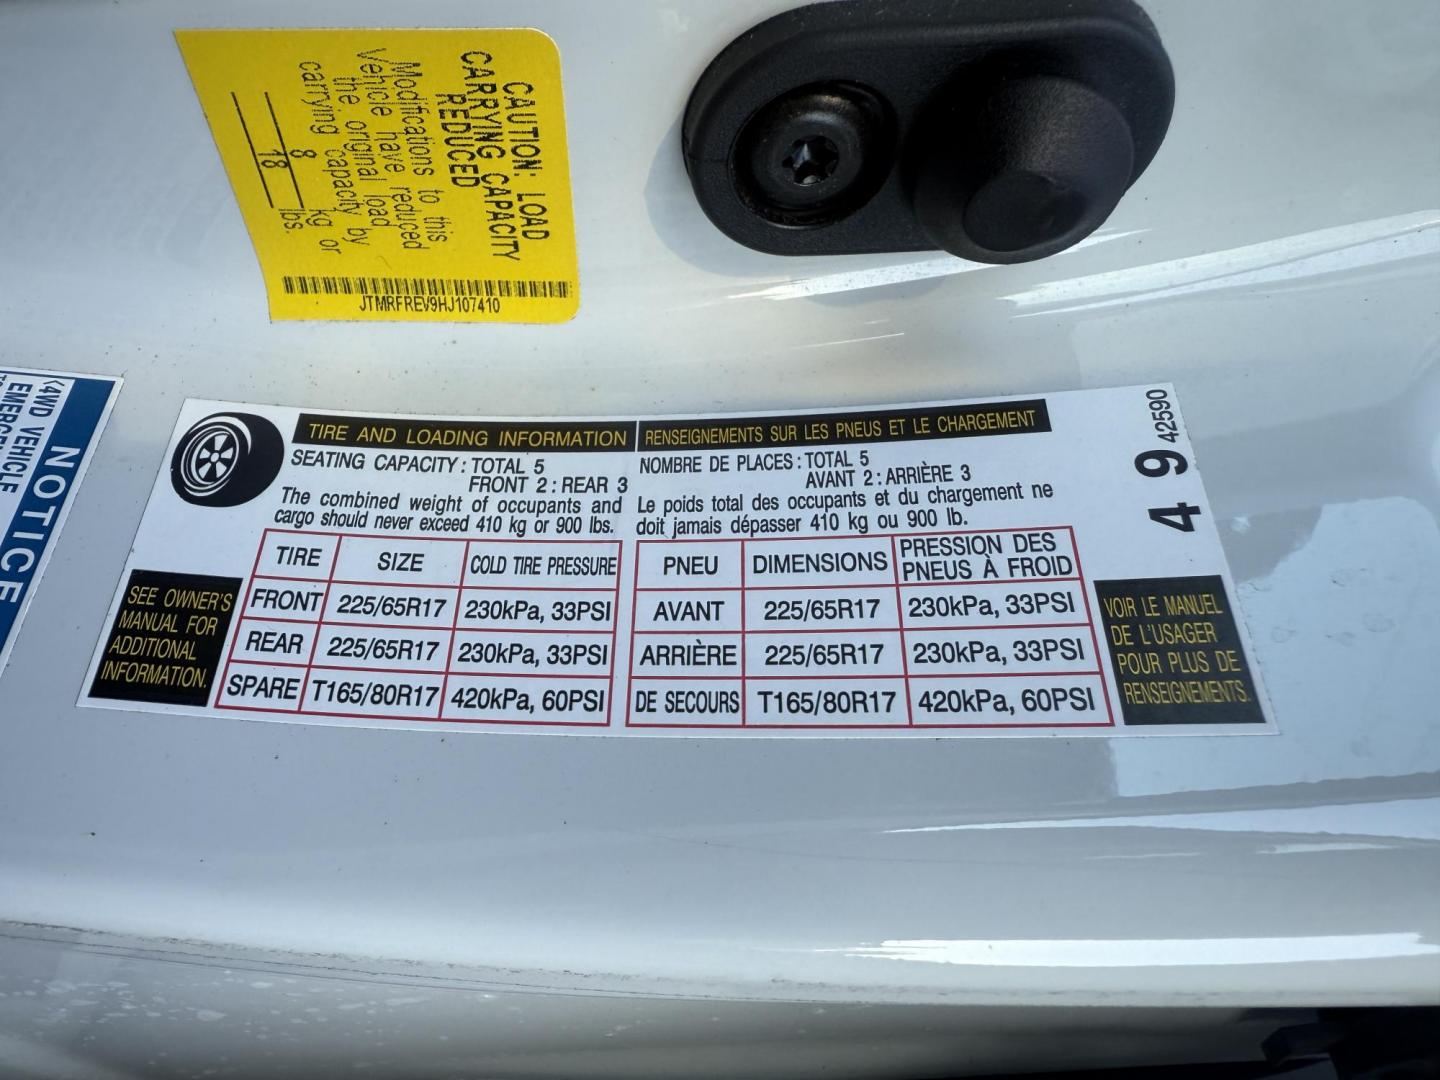 CAUTION: LOAD
CARRYING CAPACITY
REDUCED
Modifications to this
vehicle have reduced
the original load
carrying capacity by
8 kg or
18 lbs.
JTMRFREV9HJ107410
NOTICE
<4WD VEHICLE
TIRE AND LOADING INFORMATION
SEATING CAPACITY : TOTAL 5
FRONT 2 : REAR 3
The combined weight of occupants and
cargo should never exceed 410 kg or 900 lbs.
TIRE SIZE COLD TIRE PRESSURE
FRONT 225/65R17 230kPa, 33PSI
REAR 225/65R17 230kPa, 33PSI
SPARE T165/80R17 420kPa, 60PSI
SEE OWNER'S
MANUAL FOR
ADDITIONAL
INFORMATION.
RENSEIGNEMENTS SUR LES PNEUS ET LE CHARGEMENT
NOMBRE DE PLACES : TOTAL 5
AVANT 2 : ARRIÈRE 3
Le poids total des occupants et du chargement ne
doit jamais dépasser 410 kg ou 900 lb.
PNEU DIMENSIONS PRESSION DES
PNEUS À FROID
AVANT 225/65R17 230kPa, 33PSI
ARRIÈRE 225/65R17 230kPa, 33PSI
DE SECOURS T165/80R17 420kPa, 60PSI
VOIR LE MANUEL
DE L'USAGER
POUR PLUS DE
RENSEIGNEMENTS.
4 9 42590